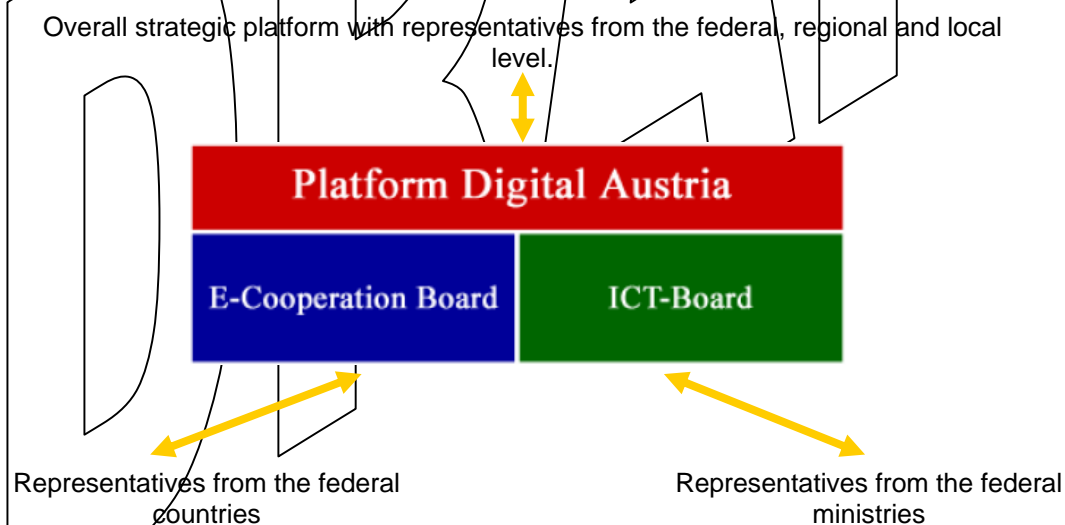 Overall strategic platform with representatives from the federal, regional and local
level.
Platform Digital Austria
E-Cooperation Board
ICT-Board
Representatives from the federal
countries
Representatives from the federal
ministries